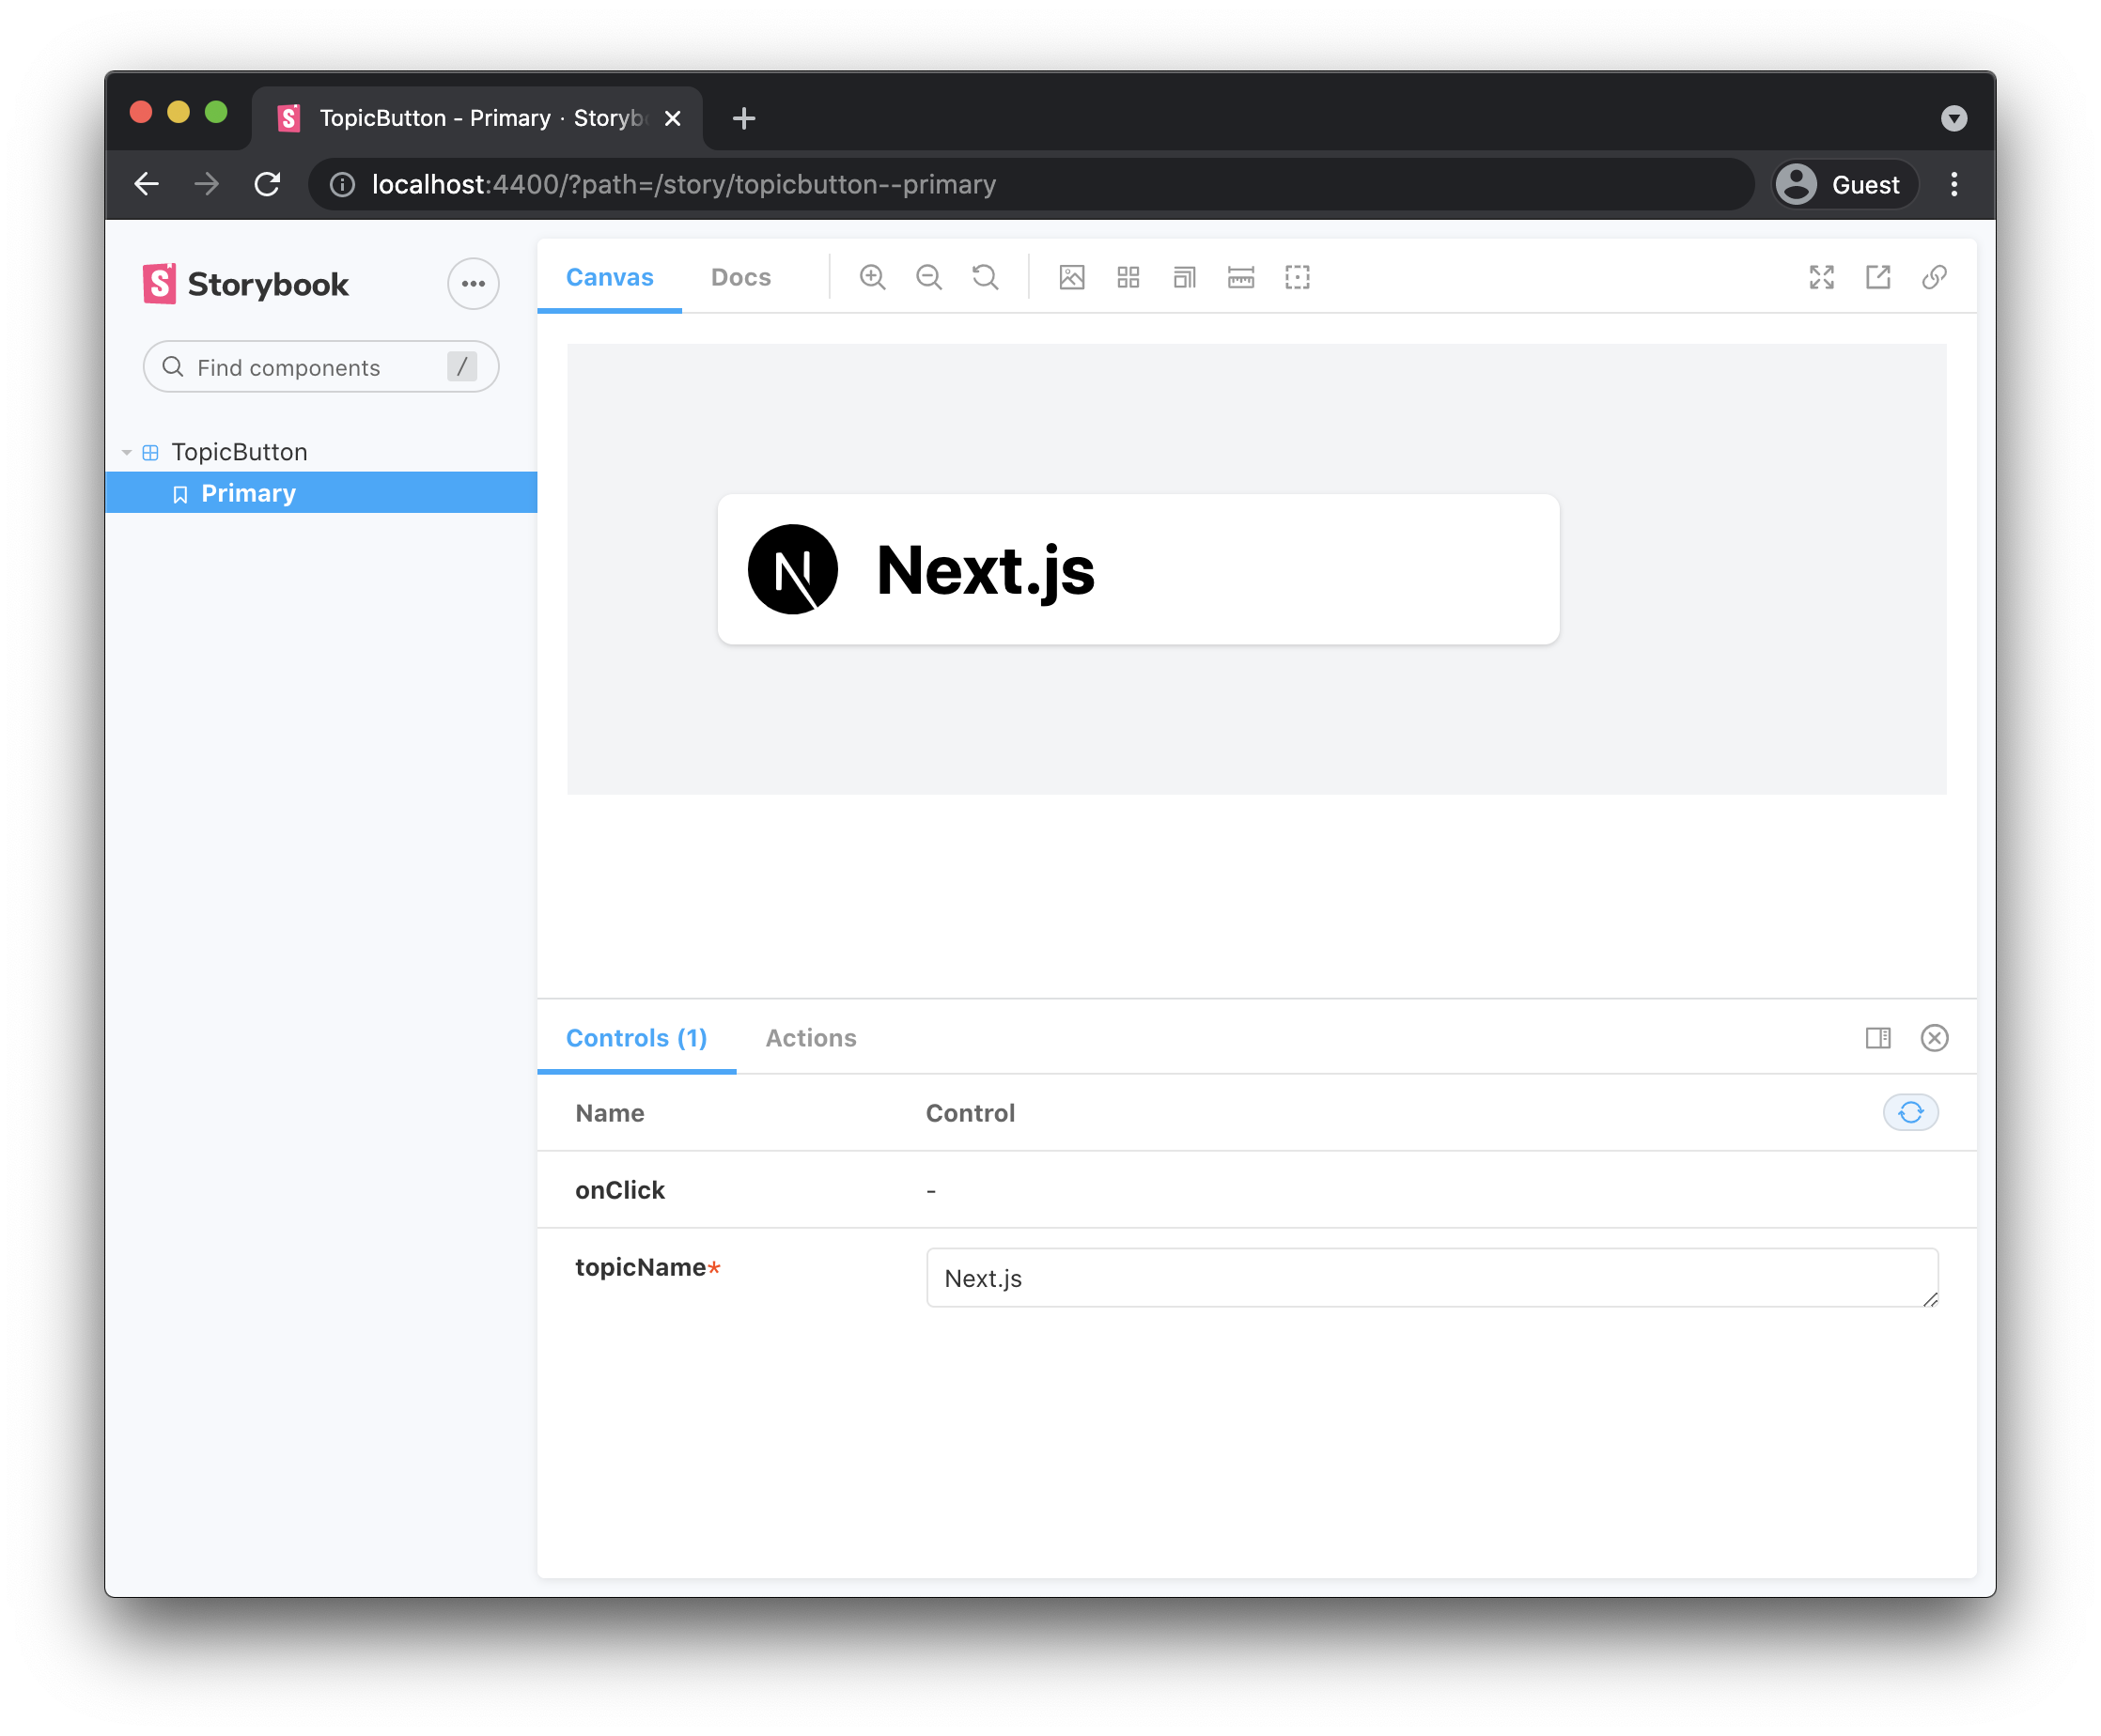 TopicButton - Primary · Storyb
localhost:4400/?path=/story/topicbutton--primary
Guest
Storybook
Find components
/
TopicButton
Primary
Canvas
Docs
Next.js
Controls (1)
Actions
Name
Control
onClick
-
topicName*
Next.js